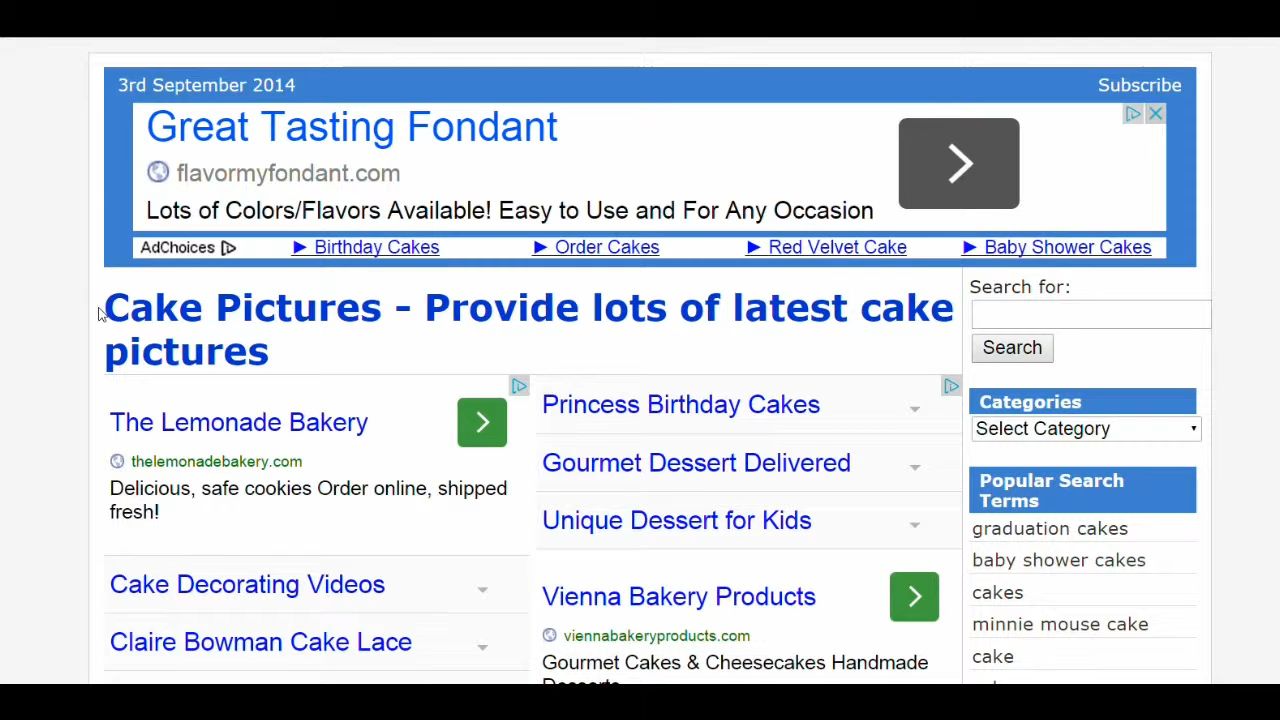 3rd September 2014
Subscribe
Great Tasting Fondant
flavormyfondant.com
Lots of Colors/Flavors Available! Easy to Use and For Any Occasion
AdChoices
► Birthday Cakes
► Order Cakes
► Red Velvet Cake
► Baby Shower Cakes
Cake Pictures - Provide lots of latest cake
pictures
The Lemonade Bakery
thelemonadebakery.com
Delicious, safe cookies Order online, shipped
fresh!
Cake Decorating Videos
Claire Bowman Cake Lace
Princess Birthday Cakes
Gourmet Dessert Delivered
Unique Dessert for Kids
Vienna Bakery Products
viennabakeryproducts.com
Gourmet Cakes & Cheesecakes Handmade
Search for:
Search
Categories
Select Category
Popular Search
Terms
graduation cakes
baby shower cakes
cakes
minnie mouse cake
cake